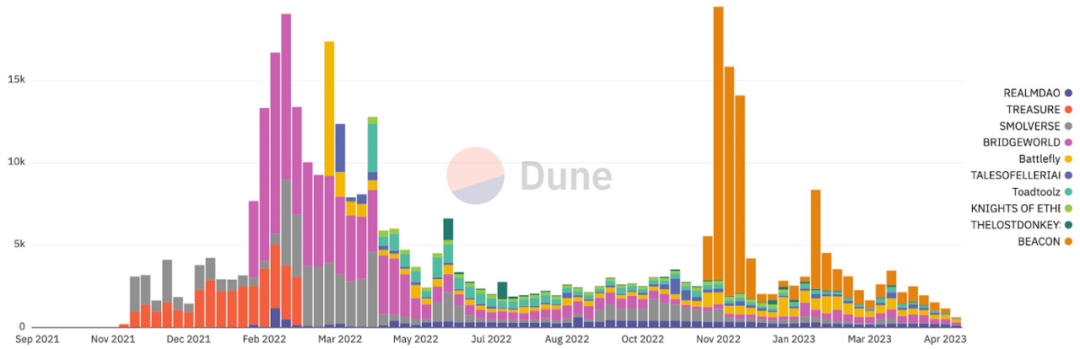 15k
10k
5k
0
Sep 2021 Nov 2021 Dec 2021 Feb 2022 Mar 2022 May 2022 Jul 2022 Aug 2022 Oct 2022 Nov 2022 Jan 2023 Mar 2023 Apr 2023
Dune
REALMDAO
TREASURE
SMOLVERSE
BRIDGEWORLD
Battlefly
TALESOFELLERIA
Toadtoolz
KNIGHTS OF ETHE
THELOSTDONKEY
BEACON